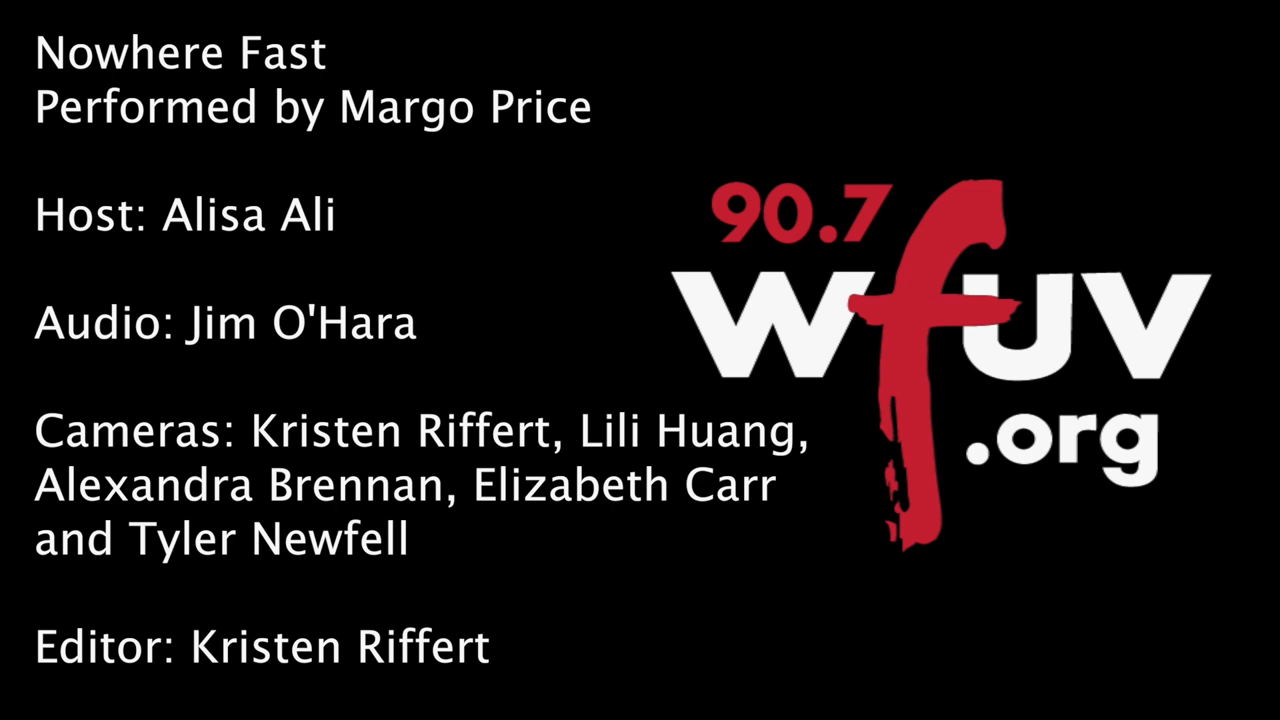 Nowhere Fast
Performed by Margo Price
Host: Alisa Ali
Audio: Jim O'Hara
Cameras: Kristen Riffert, Lili Huang,
Alexandra Brennan, Elizabeth Carr
and Tyler Newfell
Editor: Kristen Riffert
90.7
wfuv
.org